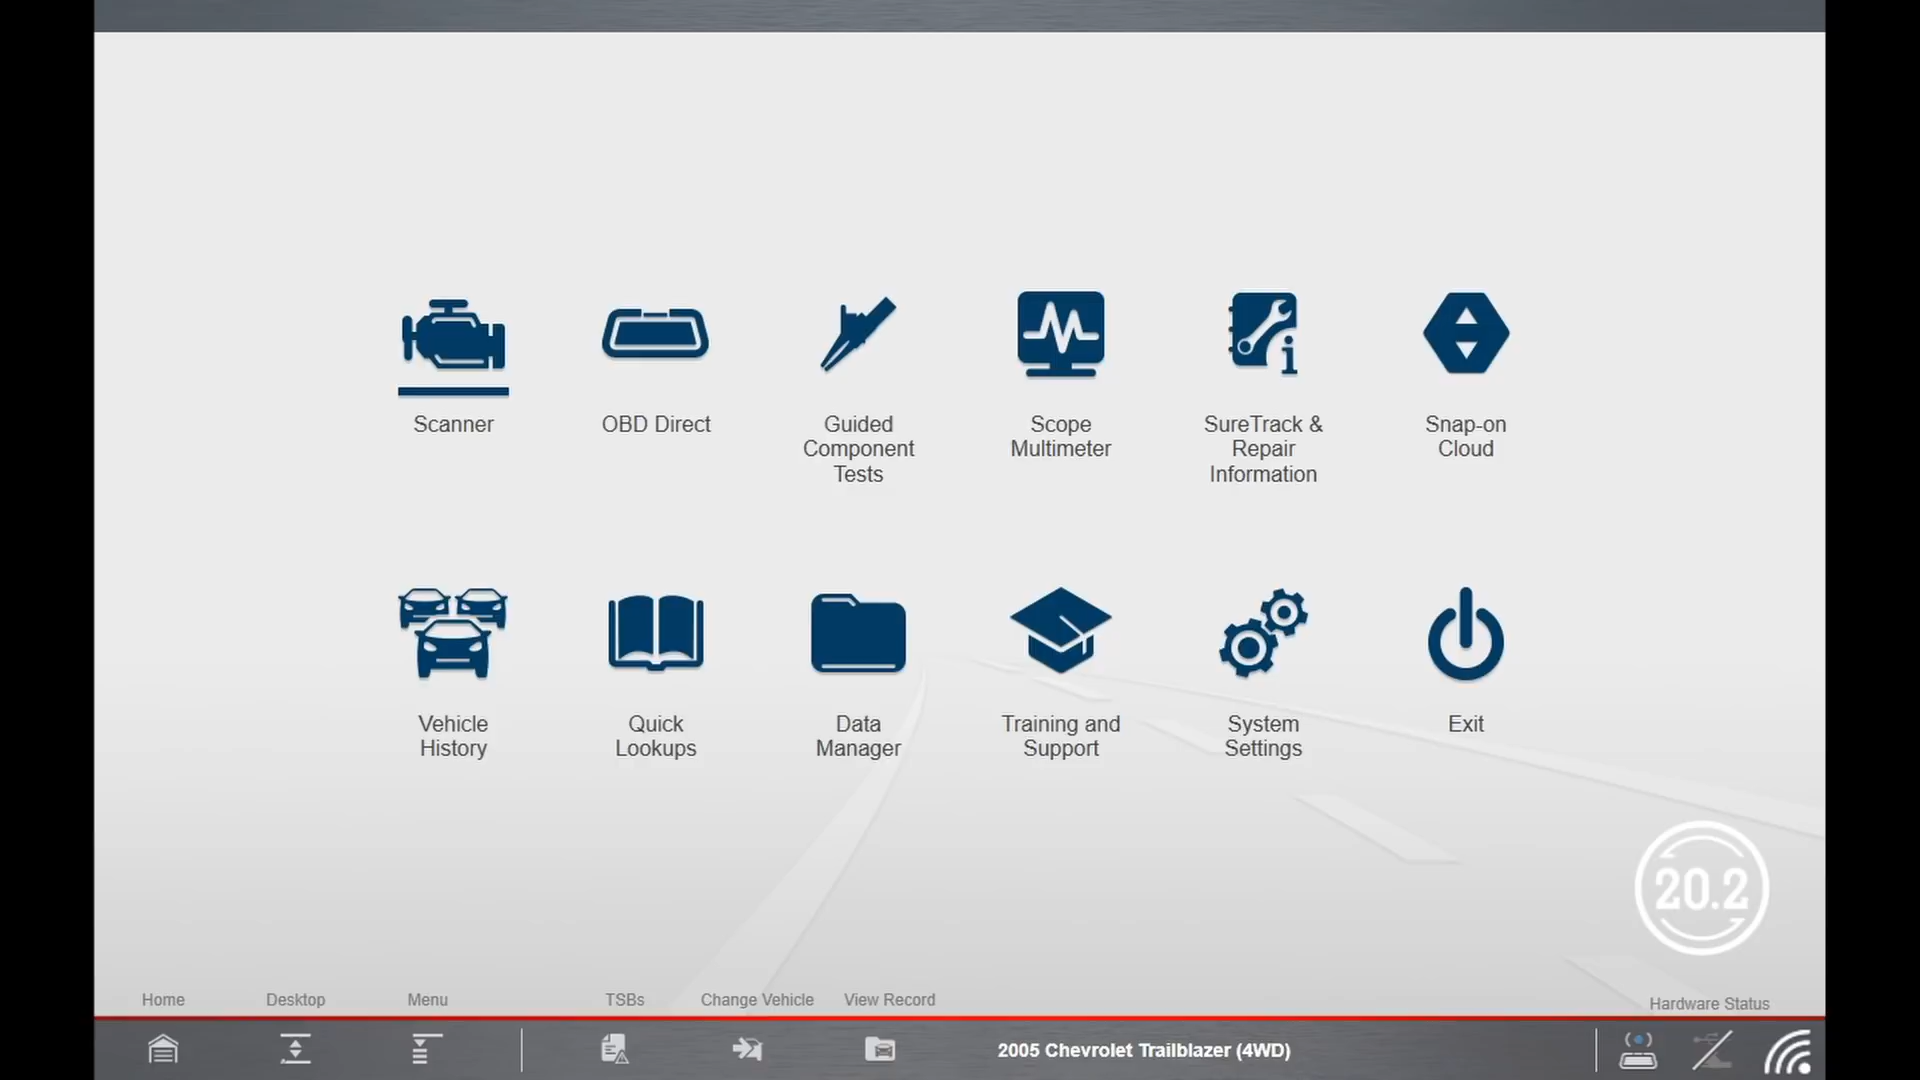 Scanner
OBD Direct
Guided
Component
Tests
Scope
Multimeter
SureTrack &
Repair
Information
Snap-on
Cloud
Vehicle
History
Quick
Lookups
Data
Manager
Training and
Support
System
Settings
Exit
20.2
Home
Desktop
Menu
TSBs
Change Vehicle
View Record
Hardware Status
2005 Chevrolet Trailblazer (4WD)